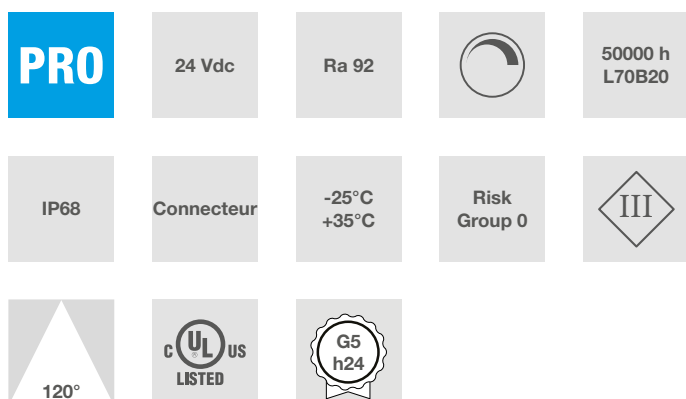 PRO
24 Vdc
Ra 92
50000 h
L70B20
IP68
Connecteur
-25°C
+35°C
Risk
Group 0
III
120°
C UL US
®
LISTED
G5
h24